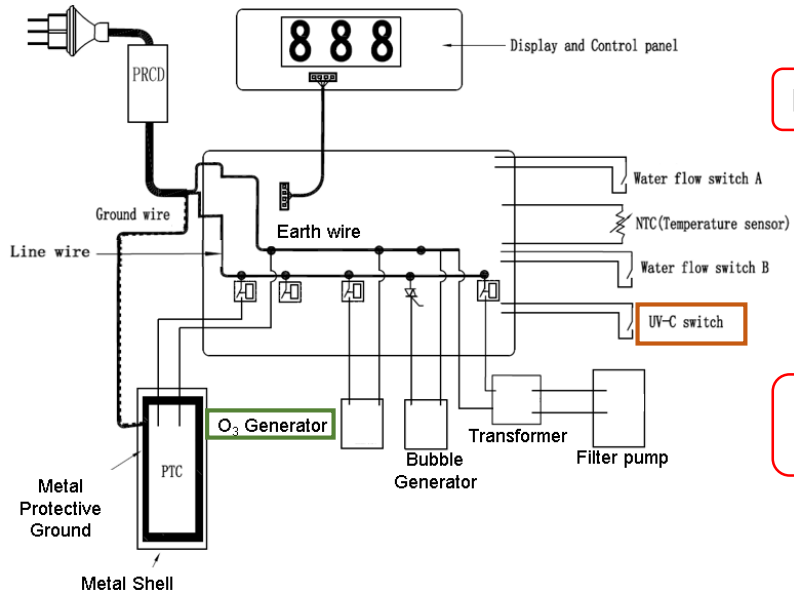 888
Display and Control panel
PRCD
Water flow switch A
Ground wire
NTC(Temperature sensor)
Earth wire
Line wire
Water flow switch B
UV-C switch
O₃ Generator
Transformer
Filter pump
Bubble
Generator
PTC
Metal
Protective
Ground
Metal Shell